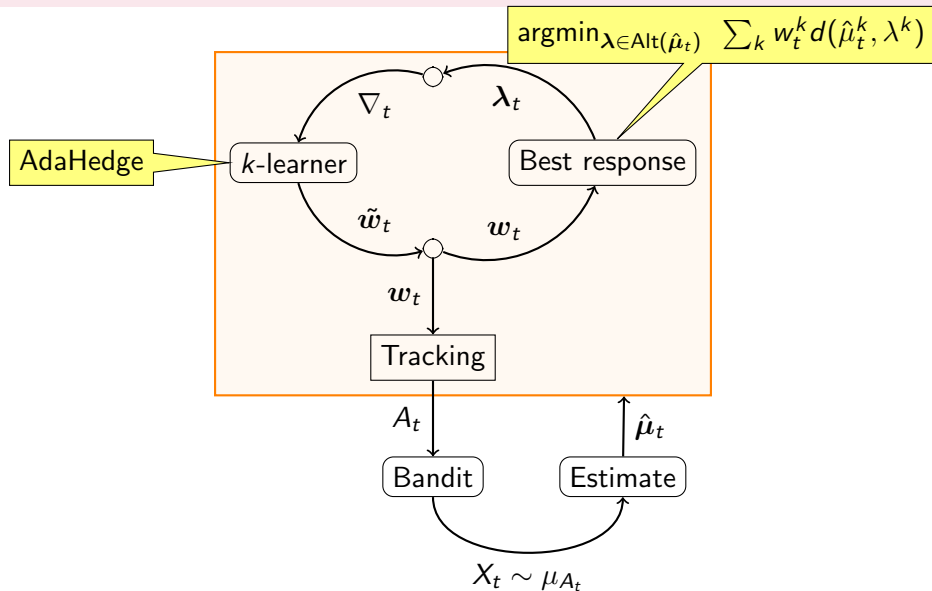 argmin_{λ∈Alt(μ̂_t)} ∑_k w_t^k d(μ̂_t^k, λ^k)
∇_t
λ_t
AdaHedge
k-learner
Best response
w̃_t
w_t
w_t
Tracking
A_t
μ̂_t
Bandit
Estimate
X_t ∼ μ_{A_t}